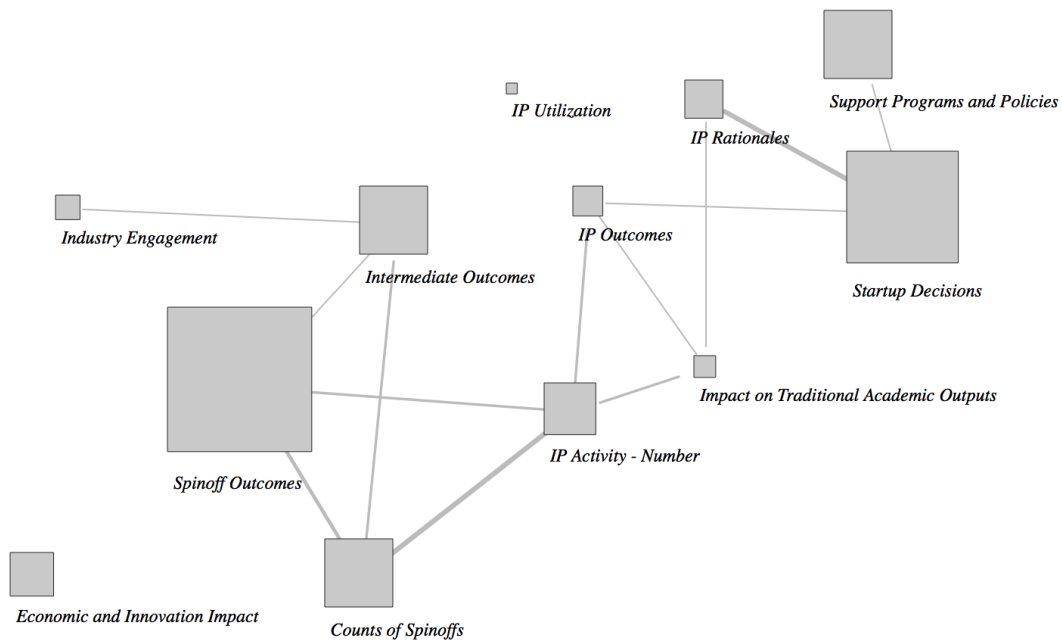 Support Programs and Policies
IP Utilization
IP Rationales
Industry Engagement
IP Outcomes
Intermediate Outcomes
Startup Decisions
Impact on Traditional Academic Outputs
IP Activity - Number
Spinoff Outcomes
Economic and Innovation Impact
Counts of Spinoffs